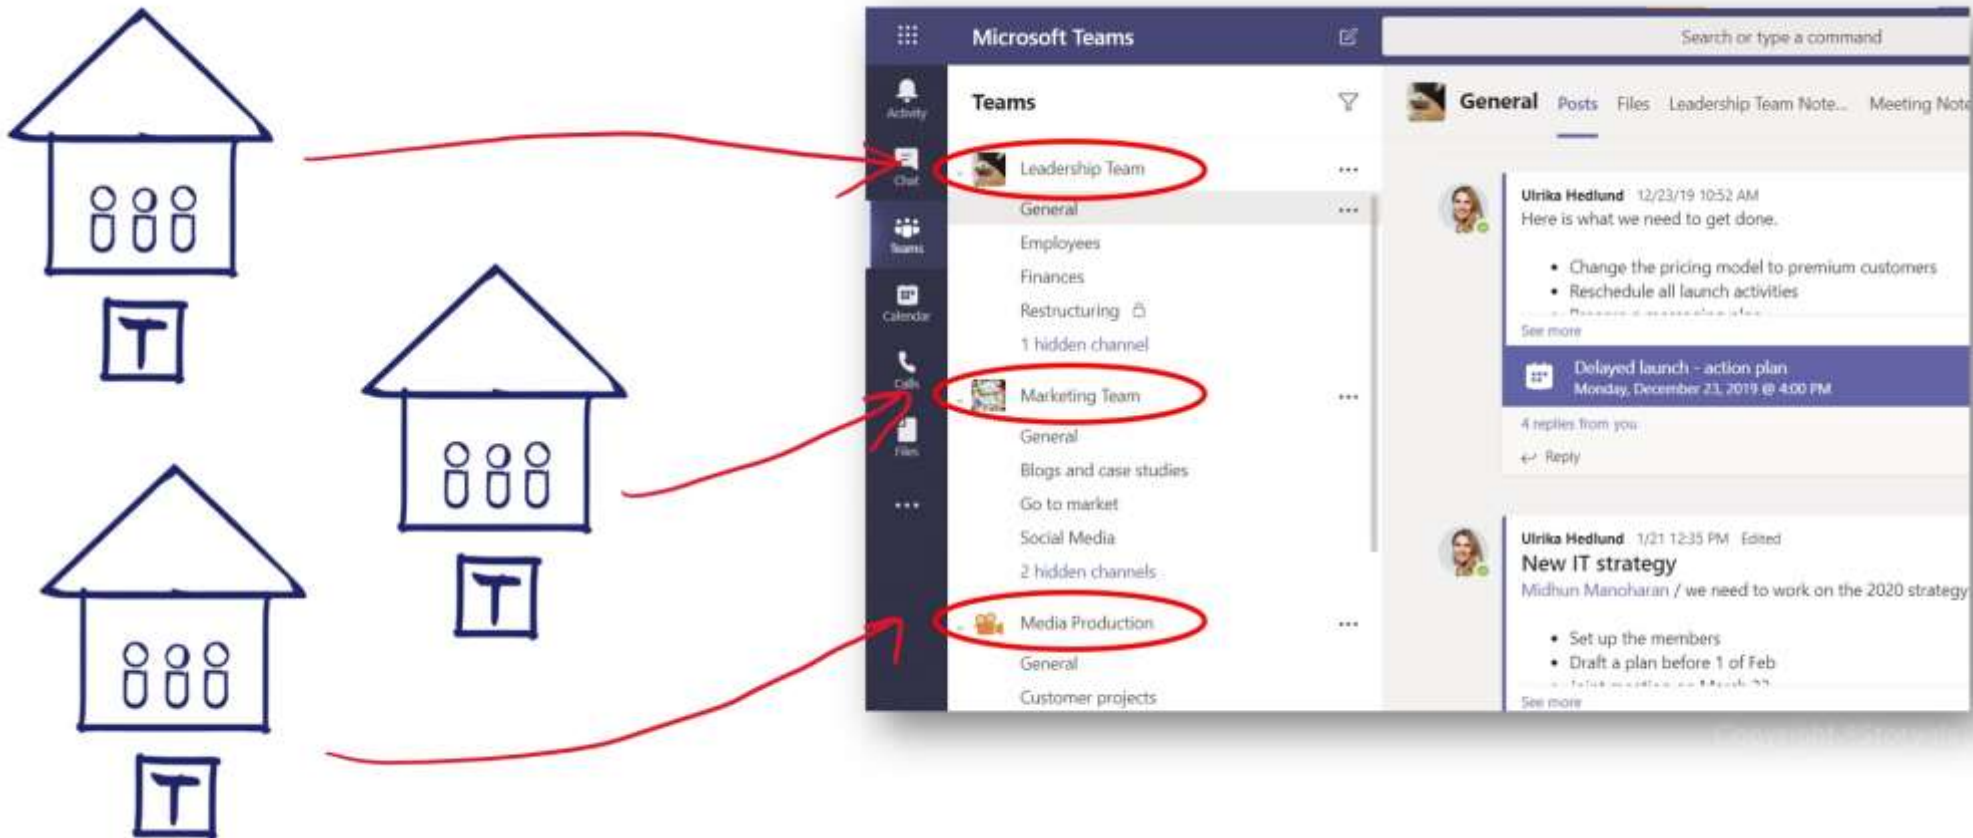 T
T
T
Microsoft Teams
Search or type a command
Activity
Chat
Teams
Calendar
Calls
Files
Teams
Leadership Team
General
Employees
Finances
Restructuring
1 hidden channel
Marketing Team
General
Blogs and case studies
Go to market
Social Media
2 hidden channels
Media Production
General
Customer projects
General Posts Files Leadership Team Note... Meeting Note
Ulrika Hedlund 12/23/19 10:52 AM
Here is what we need to get done.
• Change the pricing model to premium customers
• Reschedule all launch activities
See more
Delayed launch - action plan
Monday, December 23, 2019 @ 4:00 PM
4 replies from you
Reply
Ulrika Hedlund 1/21 12:35 PM Edited
New IT strategy
Midhun Manoharan / we need to work on the 2020 strategy
• Set up the members
• Draft a plan before 1 of Feb
See more